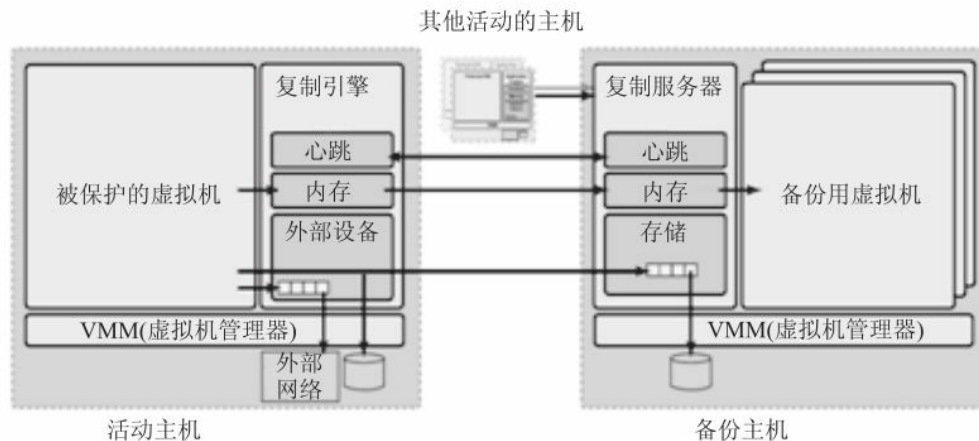 其他活动的主机
被保护的虚拟机
复制引擎
心跳
内存
外部设备
VMM(虚拟机管理器)
外部
网络
活动主机
复制服务器
心跳
内存
存储
备份用虚拟机
VMM(虚拟机管理器)
备份主机